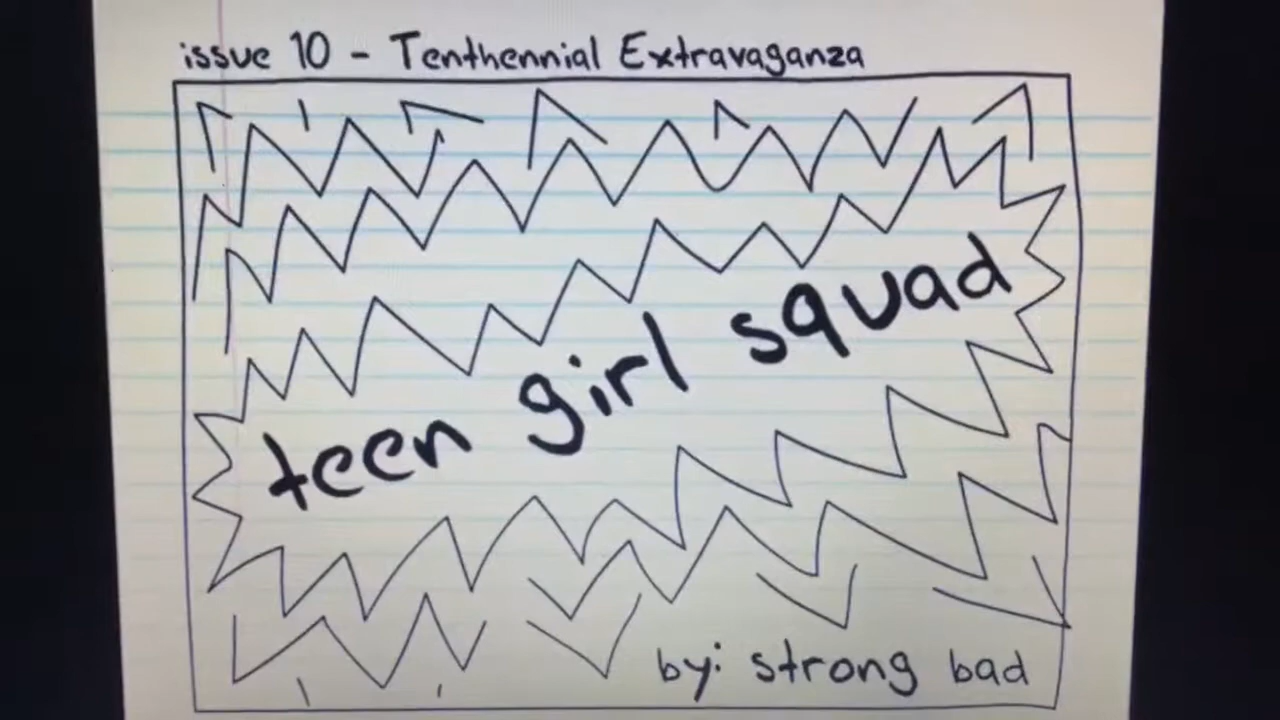 issue 10 - Tenthennial Extravaganza
teen girl squad
by: strong bad